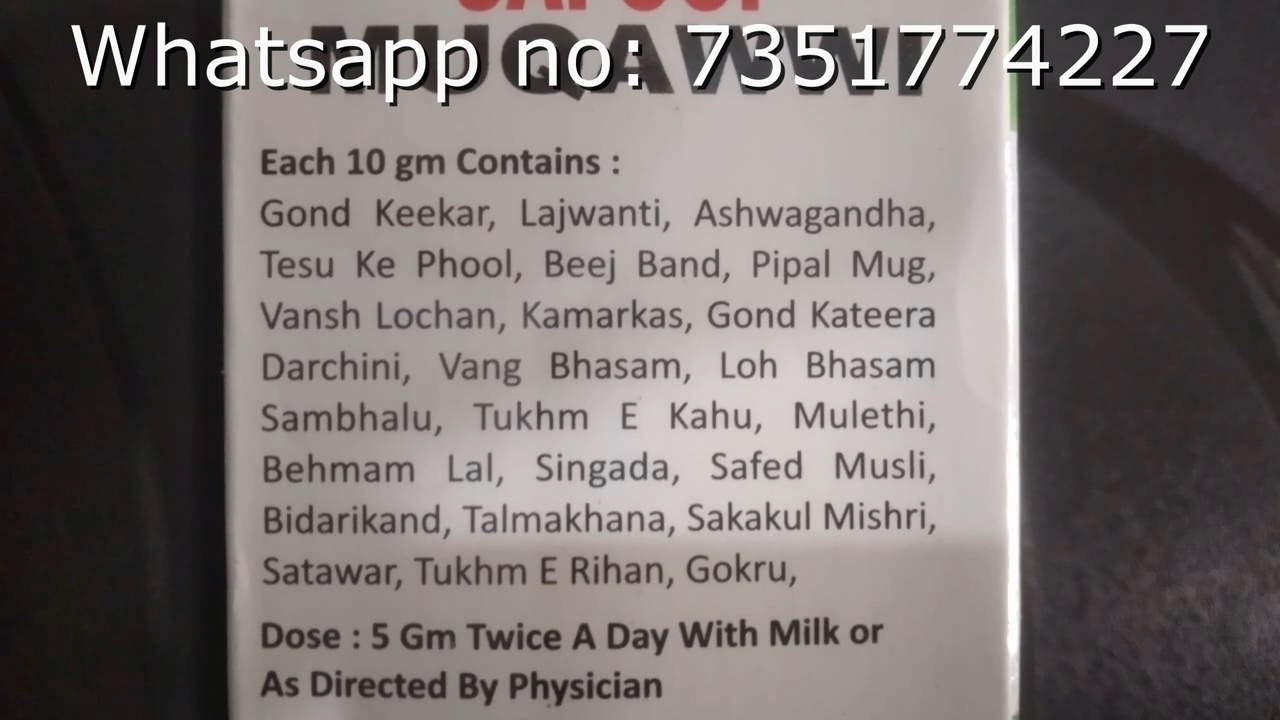 Whatsapp no: 7351774227
MUQAWWI
Each 10 gm Contains :
Gond Keekar, Lajwanti, Ashwagandha,
Tesu Ke Phool, Beej Band, Pipal Mug,
Vansh Lochan, Kamarkas, Gond Kateera
Darchini, Vang Bhasam, Loh Bhasam
Sambhalu, Tukhm E Kahu, Mulethi,
Behmam Lal, Singada, Safed Musli,
Bidarikand, Talmakhana, Sakakul Mishri,
Satawar, Tukhm E Rihan, Gokru,
Dose : 5 Gm Twice A Day With Milk or
As Directed By Physician